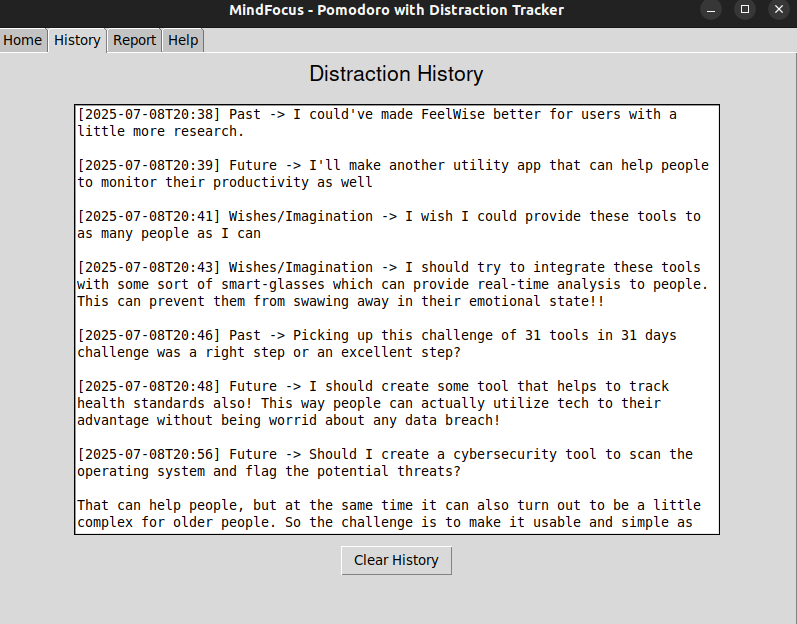 MindFocus - Pomodoro with Distraction Tracker
Home History Report Help
Distraction History
[2025-07-08T20:38] Past -> I could've made FeelWise better for users with a
little more research.
[2025-07-08T20:39] Future -> I'll make another utility app that can help people
to monitor their productivity as well
[2025-07-08T20:41] Wishes/Imagination -> I wish I could provide these tools to
as many people as I can
[2025-07-08T20:43] Wishes/Imagination -> I should try to integrate these tools
with some sort of smart-glasses which can provide real-time analysis to people.
This can prevent them from swawing away in their emotional state!!
[2025-07-08T20:46] Past -> Picking up this challenge of 31 tools in 31 days
challenge was a right step or an excellent step?
[2025-07-08T20:48] Future -> I should create some tool that helps to track
health standards also! This way people can actually utilize tech to their
advantage without being worrid about any data breach!
[2025-07-08T20:56] Future -> Should I create a cybersecurity tool to scan the
operating system and flag the potential threats?
That can help people, but at the same time it can also turn out to be a little
complex for older people. So the challenge is to make it usable and simple as
Clear History